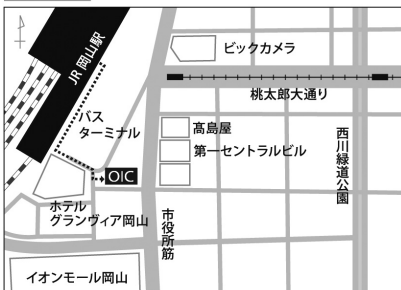 ビックカメラ
JR 岡山駅
桃太郎大通り
バス
ターミナル
髙島屋
第一セントラルビル
西川緑道公園
OIC
ホテル
グランヴィア岡山
市役所筋
イオンモール岡山